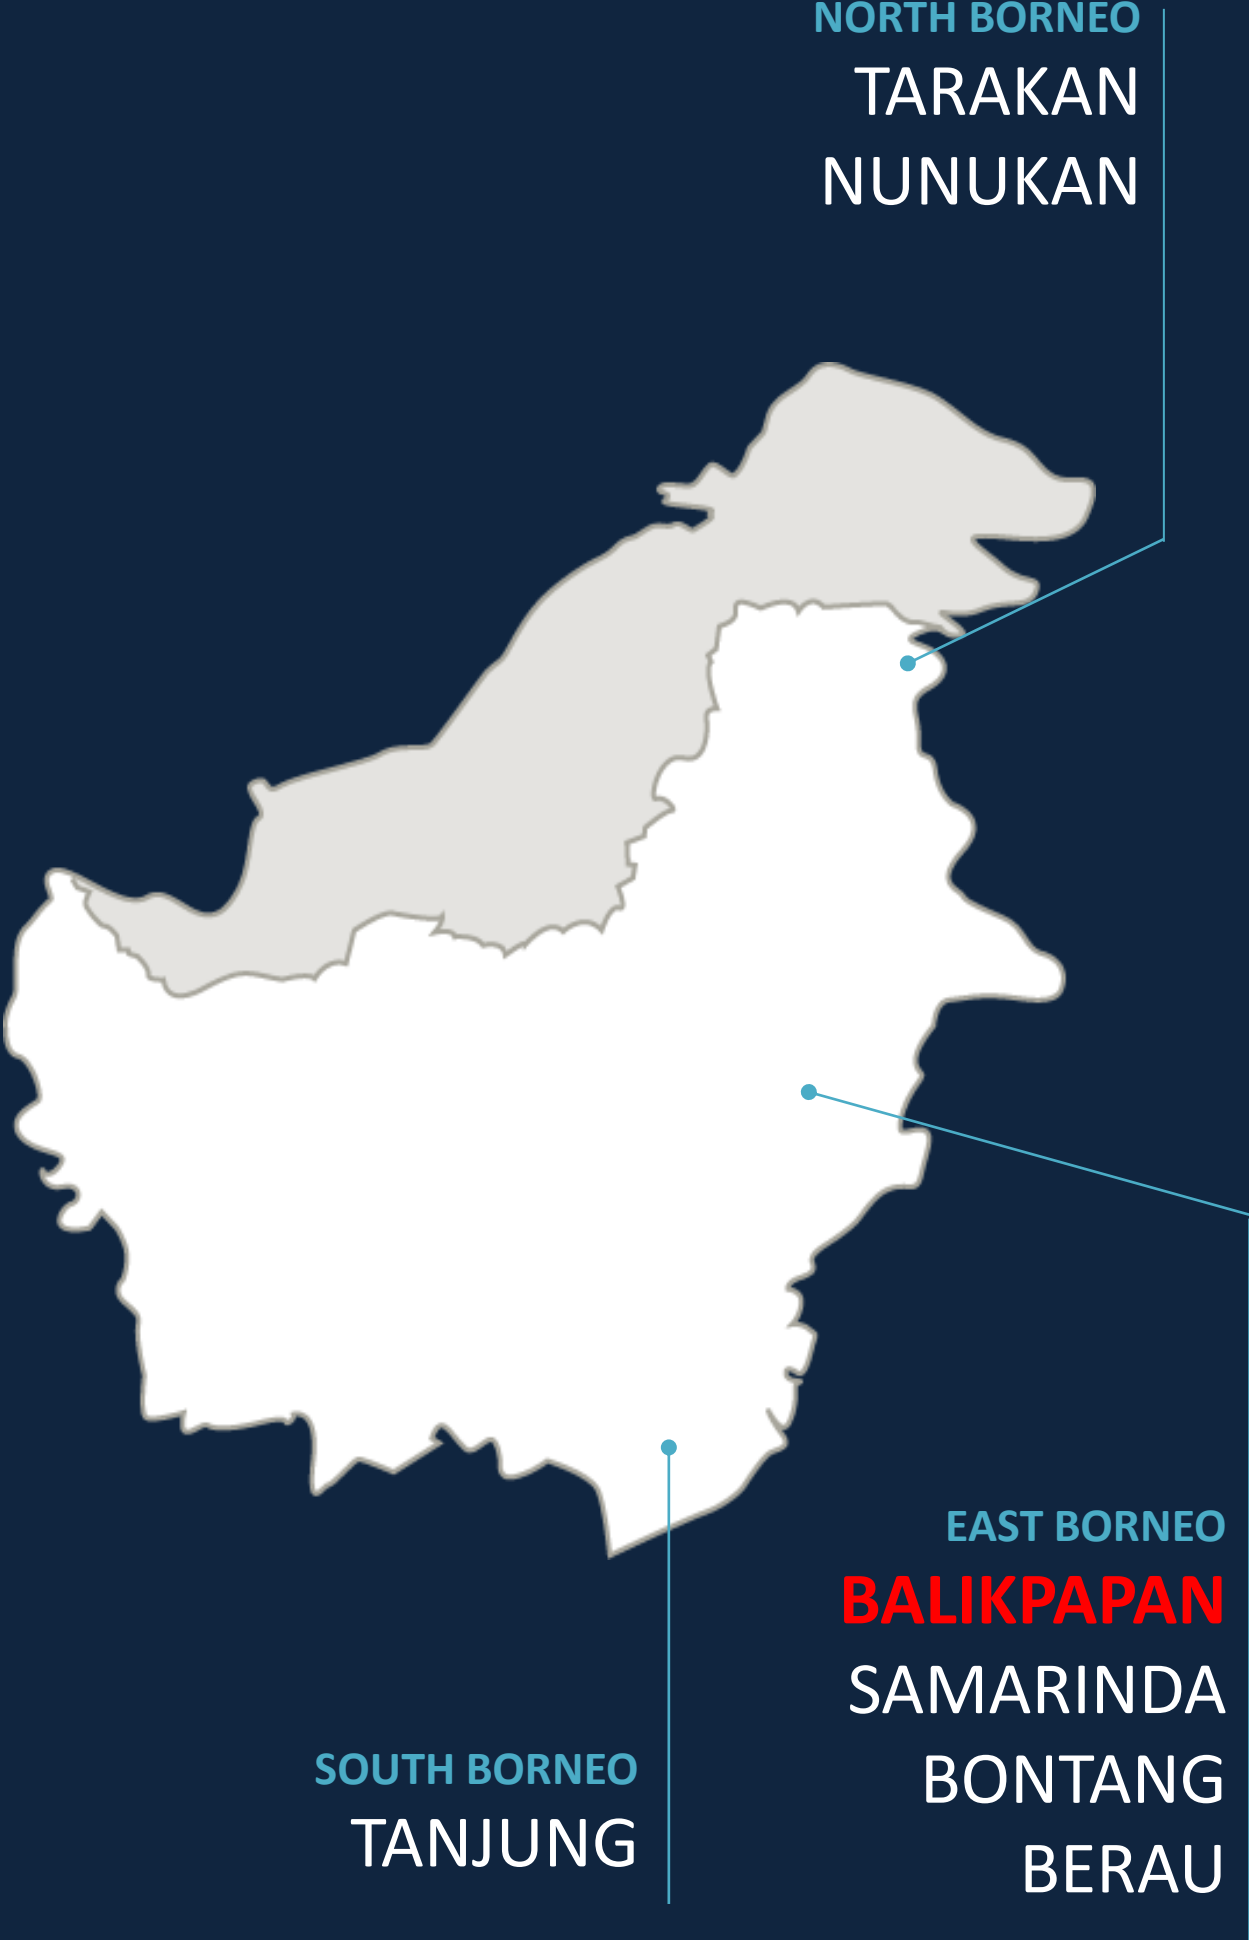 NORTH BORNEO
TARAKAN
NUNUKAN
EAST BORNEO
BALIKPAPAN
SAMARINDA
BONTANG
BERAU
SOUTH BORNEO
TANJUNG